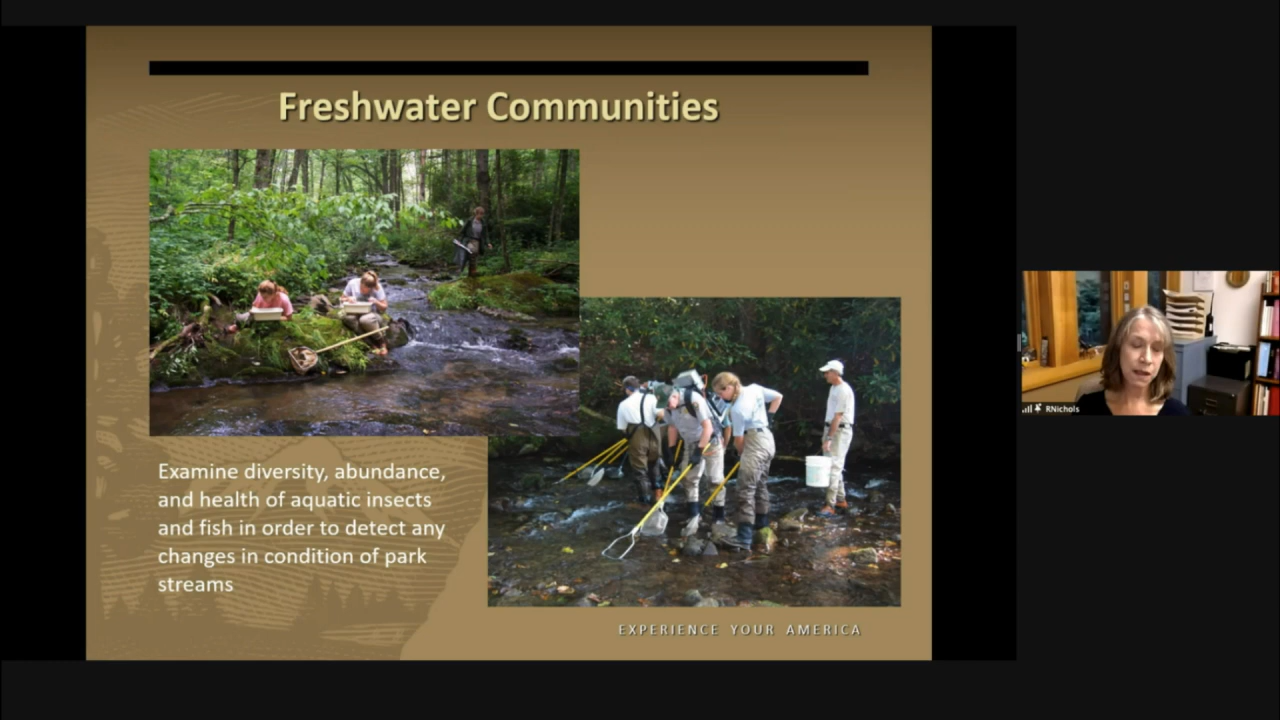 Freshwater Communities
Examine diversity, abundance,
and health of aquatic insects
and fish in order to detect any
changes in condition of park
streams
EXPERIENCE YOUR AMERICA
RNichols